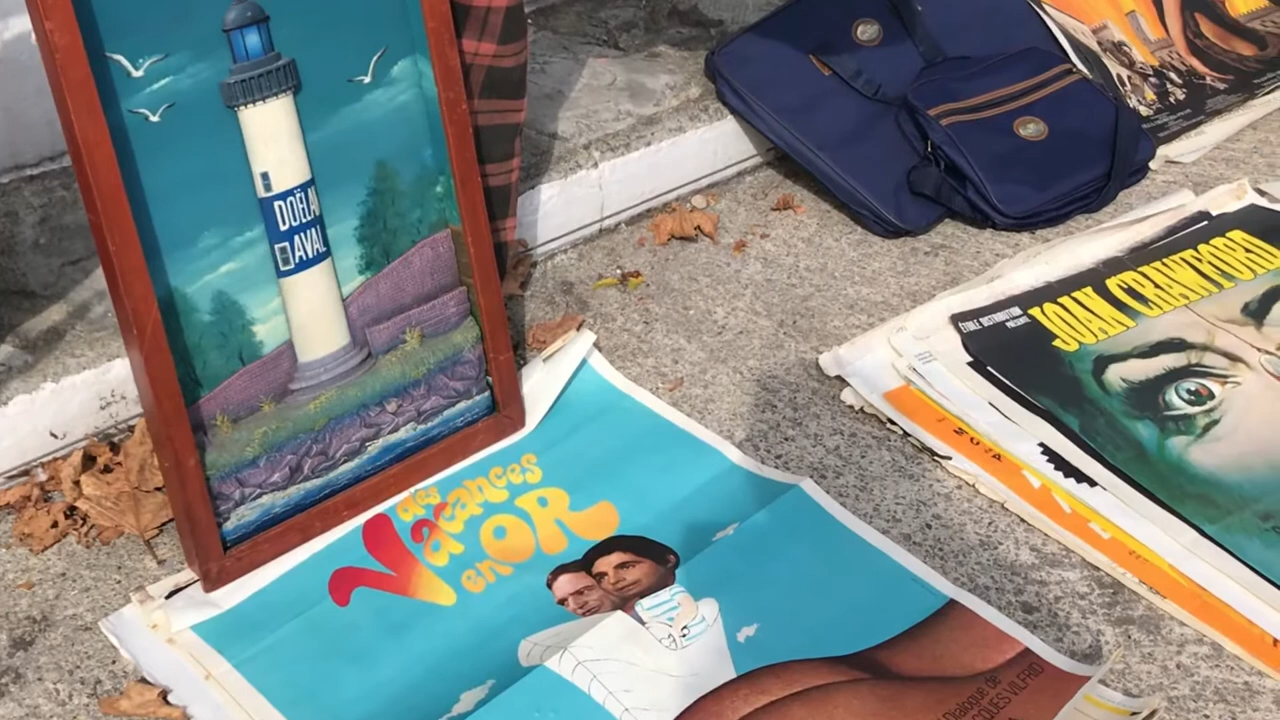 DOËLAN
AVAL
des
Vacances
en OR
Dialogue de
JOAN CRAWFORD
ÉTOILE DISTRIBUTION
PRÉSENTE